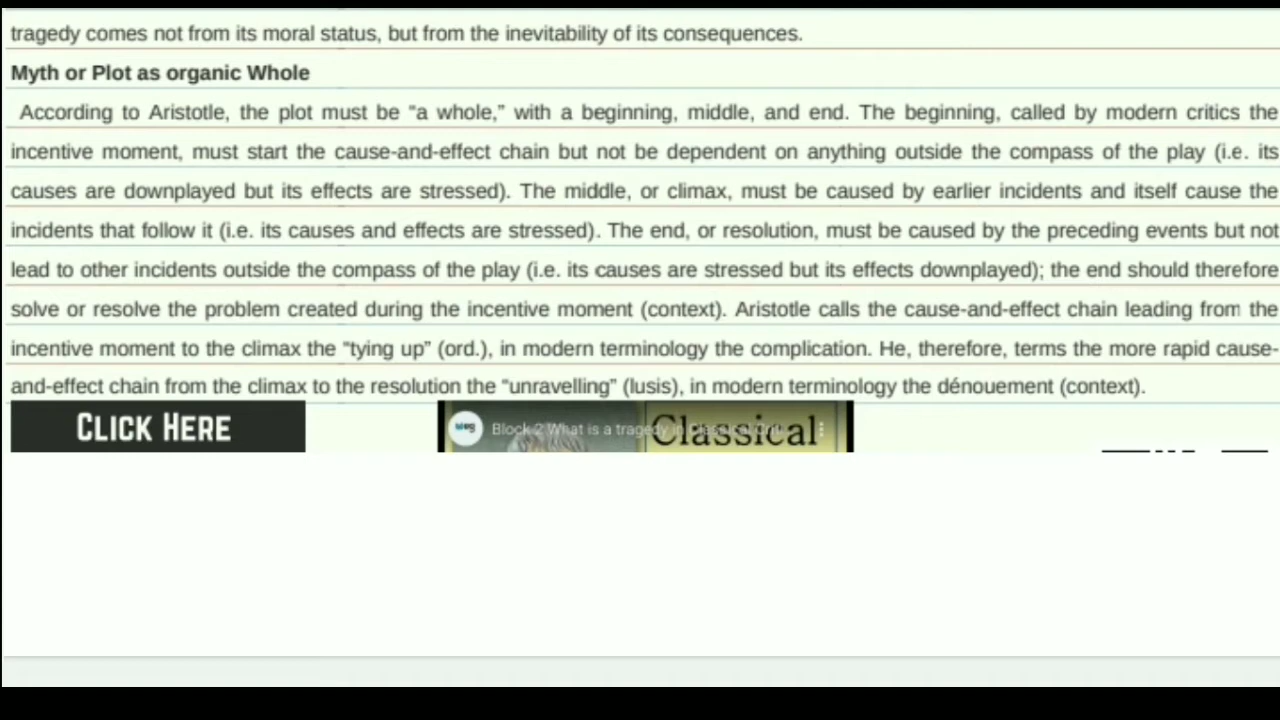 tragedy comes not from its moral status, but from the inevitability of its consequences.
Myth or Plot as organic Whole
According to Aristotle, the plot must be “a whole,” with a beginning, middle, and end. The beginning, called by modern critics the
incentive moment, must start the cause-and-effect chain but not be dependent on anything outside the compass of the play (i.e. its
causes are downplayed but its effects are stressed). The middle, or climax, must be caused by earlier incidents and itself cause the
incidents that follow it (i.e. its causes and effects are stressed). The end, or resolution, must be caused by the preceding events but not
lead to other incidents outside the compass of the play (i.e. its causes are stressed but its effects downplayed); the end should therefore
solve or resolve the problem created during the incentive moment (context). Aristotle calls the cause-and-effect chain leading from the
incentive moment to the climax the “tying up” (ord.), in modern terminology the complication. He, therefore, terms the more rapid cause-
and-effect chain from the climax to the resolution the “unravelling” (lusis), in modern terminology the dénouement (context).
CLICK HERE
Block 2 What is a tragedy in Classical
Classical